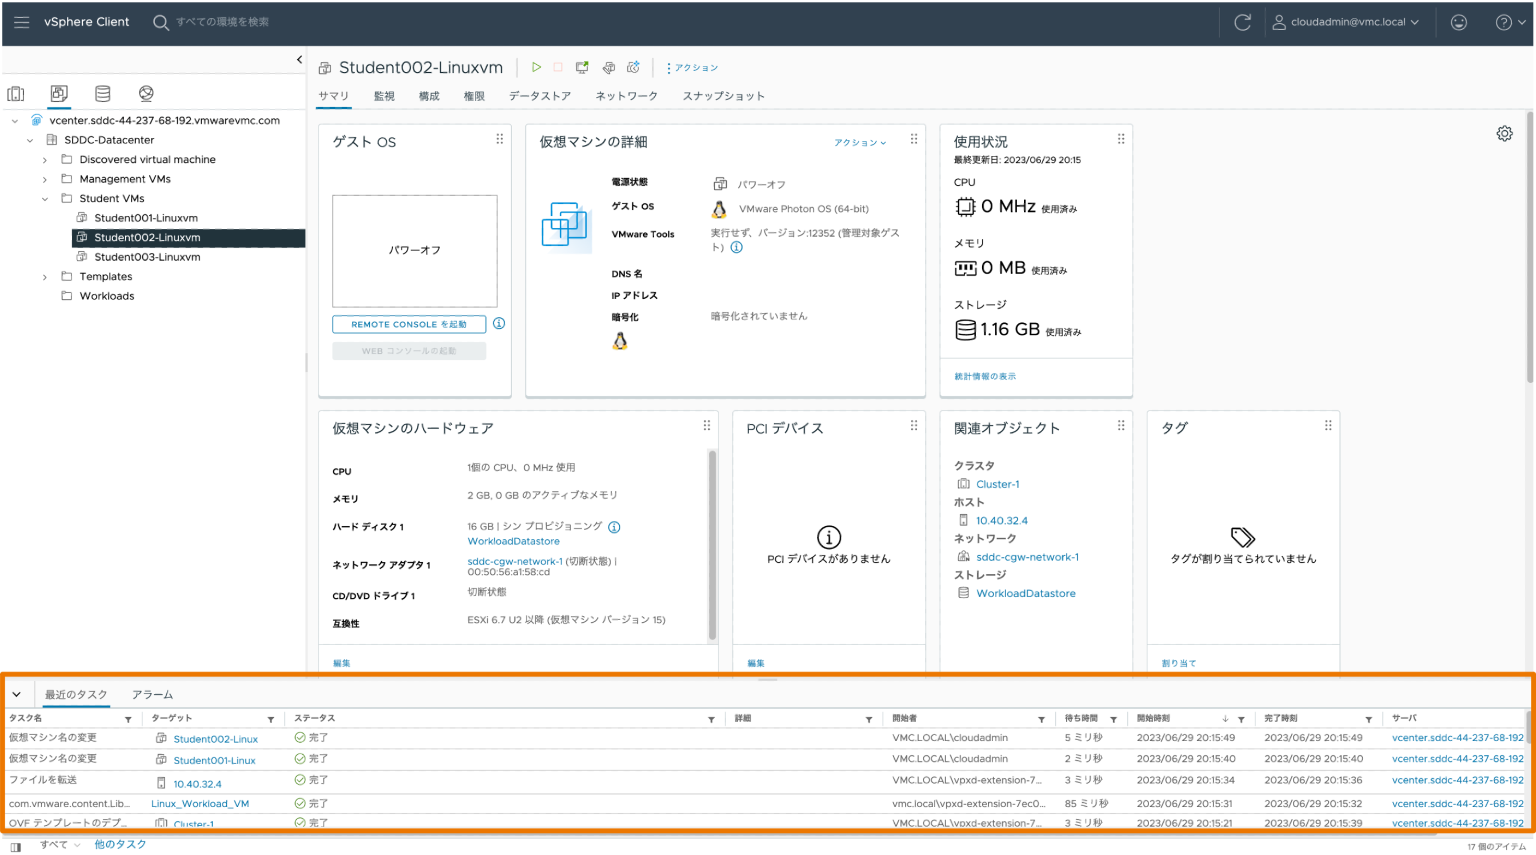 vSphere Client
すべての環境を検索
cloudadmin@vmc.local
vcenter.sddc-44-237-68-192.vmwarevmc.com
SDDC-Datacenter
Discovered virtual machine
Management VMs
Student VMs
Student001-Linuxvm
Student002-Linuxvm
Student003-Linuxvm
Templates
Workloads
Student002-Linuxvm
アクション
サマリ 監視 構成 権限 データストア ネットワーク スナップショット
ゲスト OS
パワーオフ
REMOTE CONSOLE を起動
WEB コンソールの起動
仮想マシンの詳細
アクション
電源状態 パワーオフ
ゲスト OS VMware Photon OS (64-bit)
VMware Tools 実行せず、バージョン:12352 (管理対象ゲス
ト)
DNS 名
IP アドレス
暗号化 暗号化されていません
使用状況
最終更新日: 2023/06/29 20:15
CPU
0 MHz 使用済み
メモリ
0 MB 使用済み
ストレージ
1.16 GB 使用済み
統計情報の表示
仮想マシンのハードウェア
CPU 1個の CPU、0 MHz 使用
メモリ 2 GB, 0 GB のアクティブなメモリ
ハード ディスク 1 16 GB | シン プロビジョニング
WorkloadDatastore
ネットワーク アダプタ 1 sddc-cgw-network-1 (切断状態) |
00:50:56:a1:58:cd
CD/DVD ドライブ 1 切断状態
互換性 ESXi 6.7 U2 以降 (仮想マシン バージョン 15)
編集
PCI デバイス
PCI デバイスがありません
編集
関連オブジェクト
クラスタ
Cluster-1
ホスト
10.40.32.4
ネットワーク
sddc-cgw-network-1
ストレージ
WorkloadDatastore
タグ
タグが割り当てられていません
割り当て
最近のタスク アラーム
タスク名 ターゲット ステータス 詳細 開始者 待ち時間 開始時刻 完了時刻 サーバ
仮想マシン名の変更 Student002-Linux 完了 VMC.LOCAL\cloudadmin 5 ミリ秒 2023/06/29 20:15:49 2023/06/29 20:15:49 vcenter.sddc-44-237-68-192
仮想マシン名の変更 Student001-Linux 完了 VMC.LOCAL\cloudadmin 2 ミリ秒 2023/06/29 20:15:40 2023/06/29 20:15:40 vcenter.sddc-44-237-68-192
ファイルを転送 10.40.32.4 完了 VMC.LOCAL\vpxd-extension-7... 3 ミリ秒 2023/06/29 20:15:34 2023/06/29 20:15:36 vcenter.sddc-44-237-68-192
com.vmware.content.Lib... Linux_Workload_VM 完了 vmc.local\vpxd-extension-7ec0... 85 ミリ秒 2023/06/29 20:15:31 2023/06/29 20:15:32 vcenter.sddc-44-237-68-192
OVF テンプレートのデプ... Cluster-1 完了 VMC.LOCAL\vpxd-extension-7... 3 ミリ秒 2023/06/29 20:15:21 2023/06/29 20:15:39 vcenter.sddc-44-237-68-192
すべて 他のタスク
17 個のアイテム